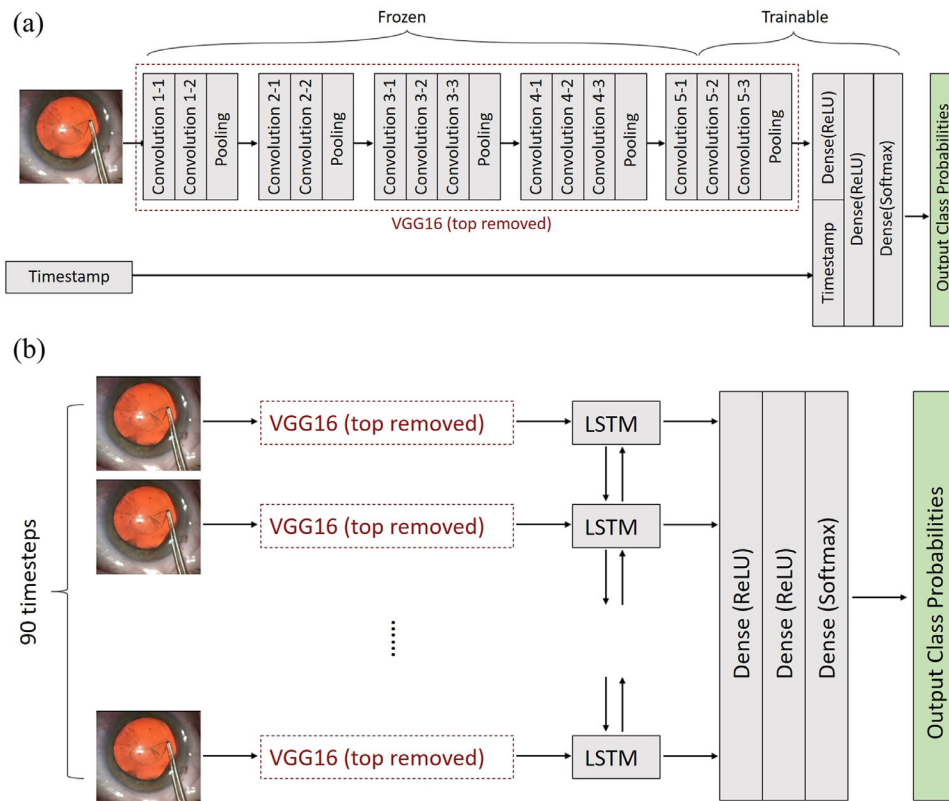 (a)
Frozen
Trainable
Convolution 1-1
Convolution 1-2
Pooling
Convolution 2-1
Convolution 2-2
Pooling
Convolution 3-1
Convolution 3-2
Convolution 3-3
Pooling
Convolution 4-1
Convolution 4-2
Convolution 4-3
Pooling
Convolution 5-1
Convolution 5-2
Convolution 5-3
Pooling
Dense(ReLU)
Timestamp
Dense(ReLU)
Dense(Softmax)
Output Class Probabilities
VGG16 (top removed)
Timestamp
(b)
90 timesteps
VGG16 (top removed)
LSTM
VGG16 (top removed)
LSTM
......
VGG16 (top removed)
LSTM
Dense (ReLU)
Dense (ReLU)
Dense (Softmax)
Output Class Probabilities